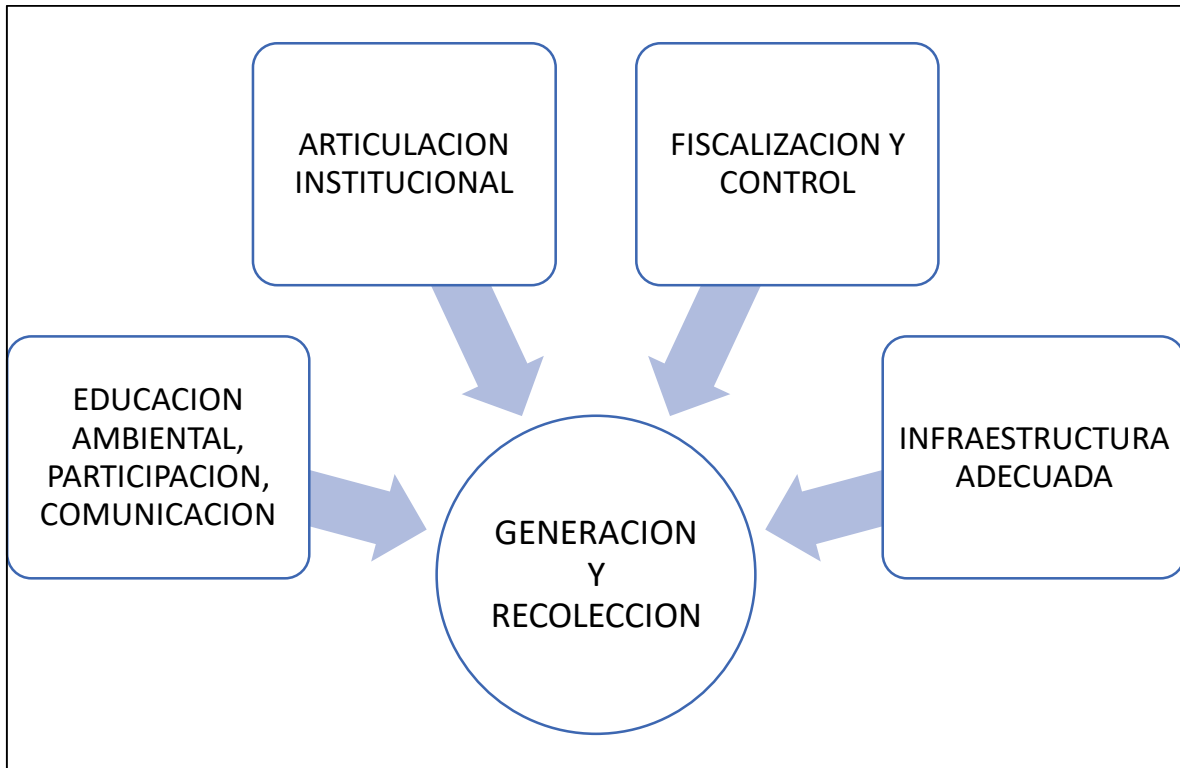 ARTICULACION
INSTITUCIONAL
FISCALIZACION Y
CONTROL
EDUCACION
AMBIENTAL,
PARTICIPACION,
COMUNICACION
INFRAESTRUCTURA
ADECUADA
GENERACION
Y
RECOLECCION